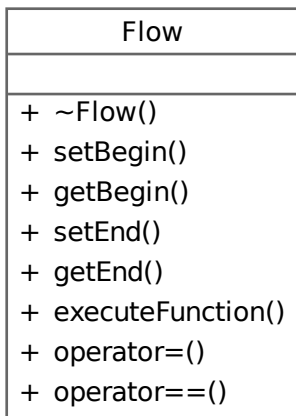 Flow
+ ~Flow()
+ setBegin()
+ getBegin()
+ setEnd()
+ getEnd()
+ executeFunction()
+ operator=()
+ operator==()